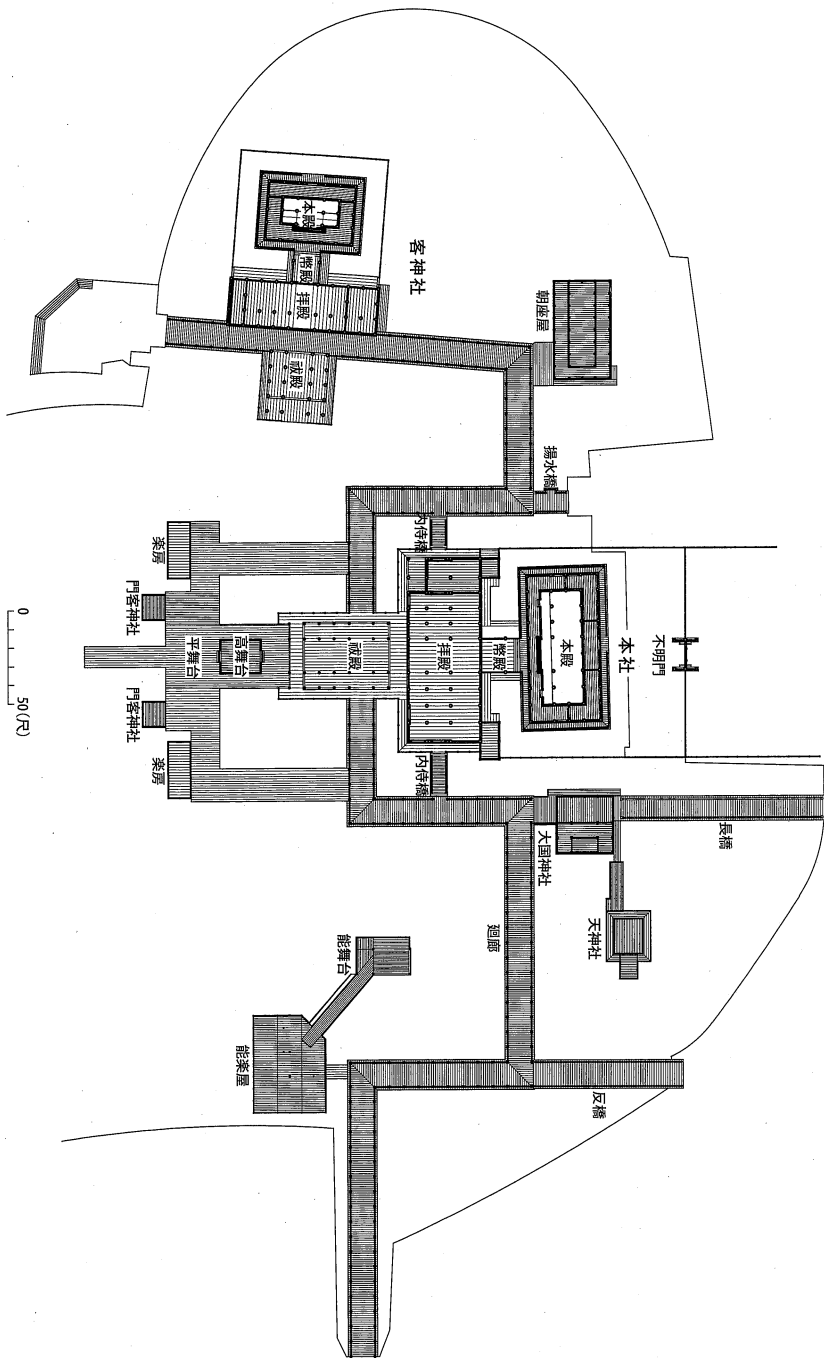 客神社
本殿
幣殿
拝殿
祓殿
朝座屋
揚水橋
内侍橋
楽房
門客神社
平舞台
高舞台
祓殿
拝殿
幣殿
本殿
本社
不明門
門客神社
楽房
内侍橋
大国神社
長橋
天神社
廻廊
能舞台
能楽屋
反橋
0
50(尺)